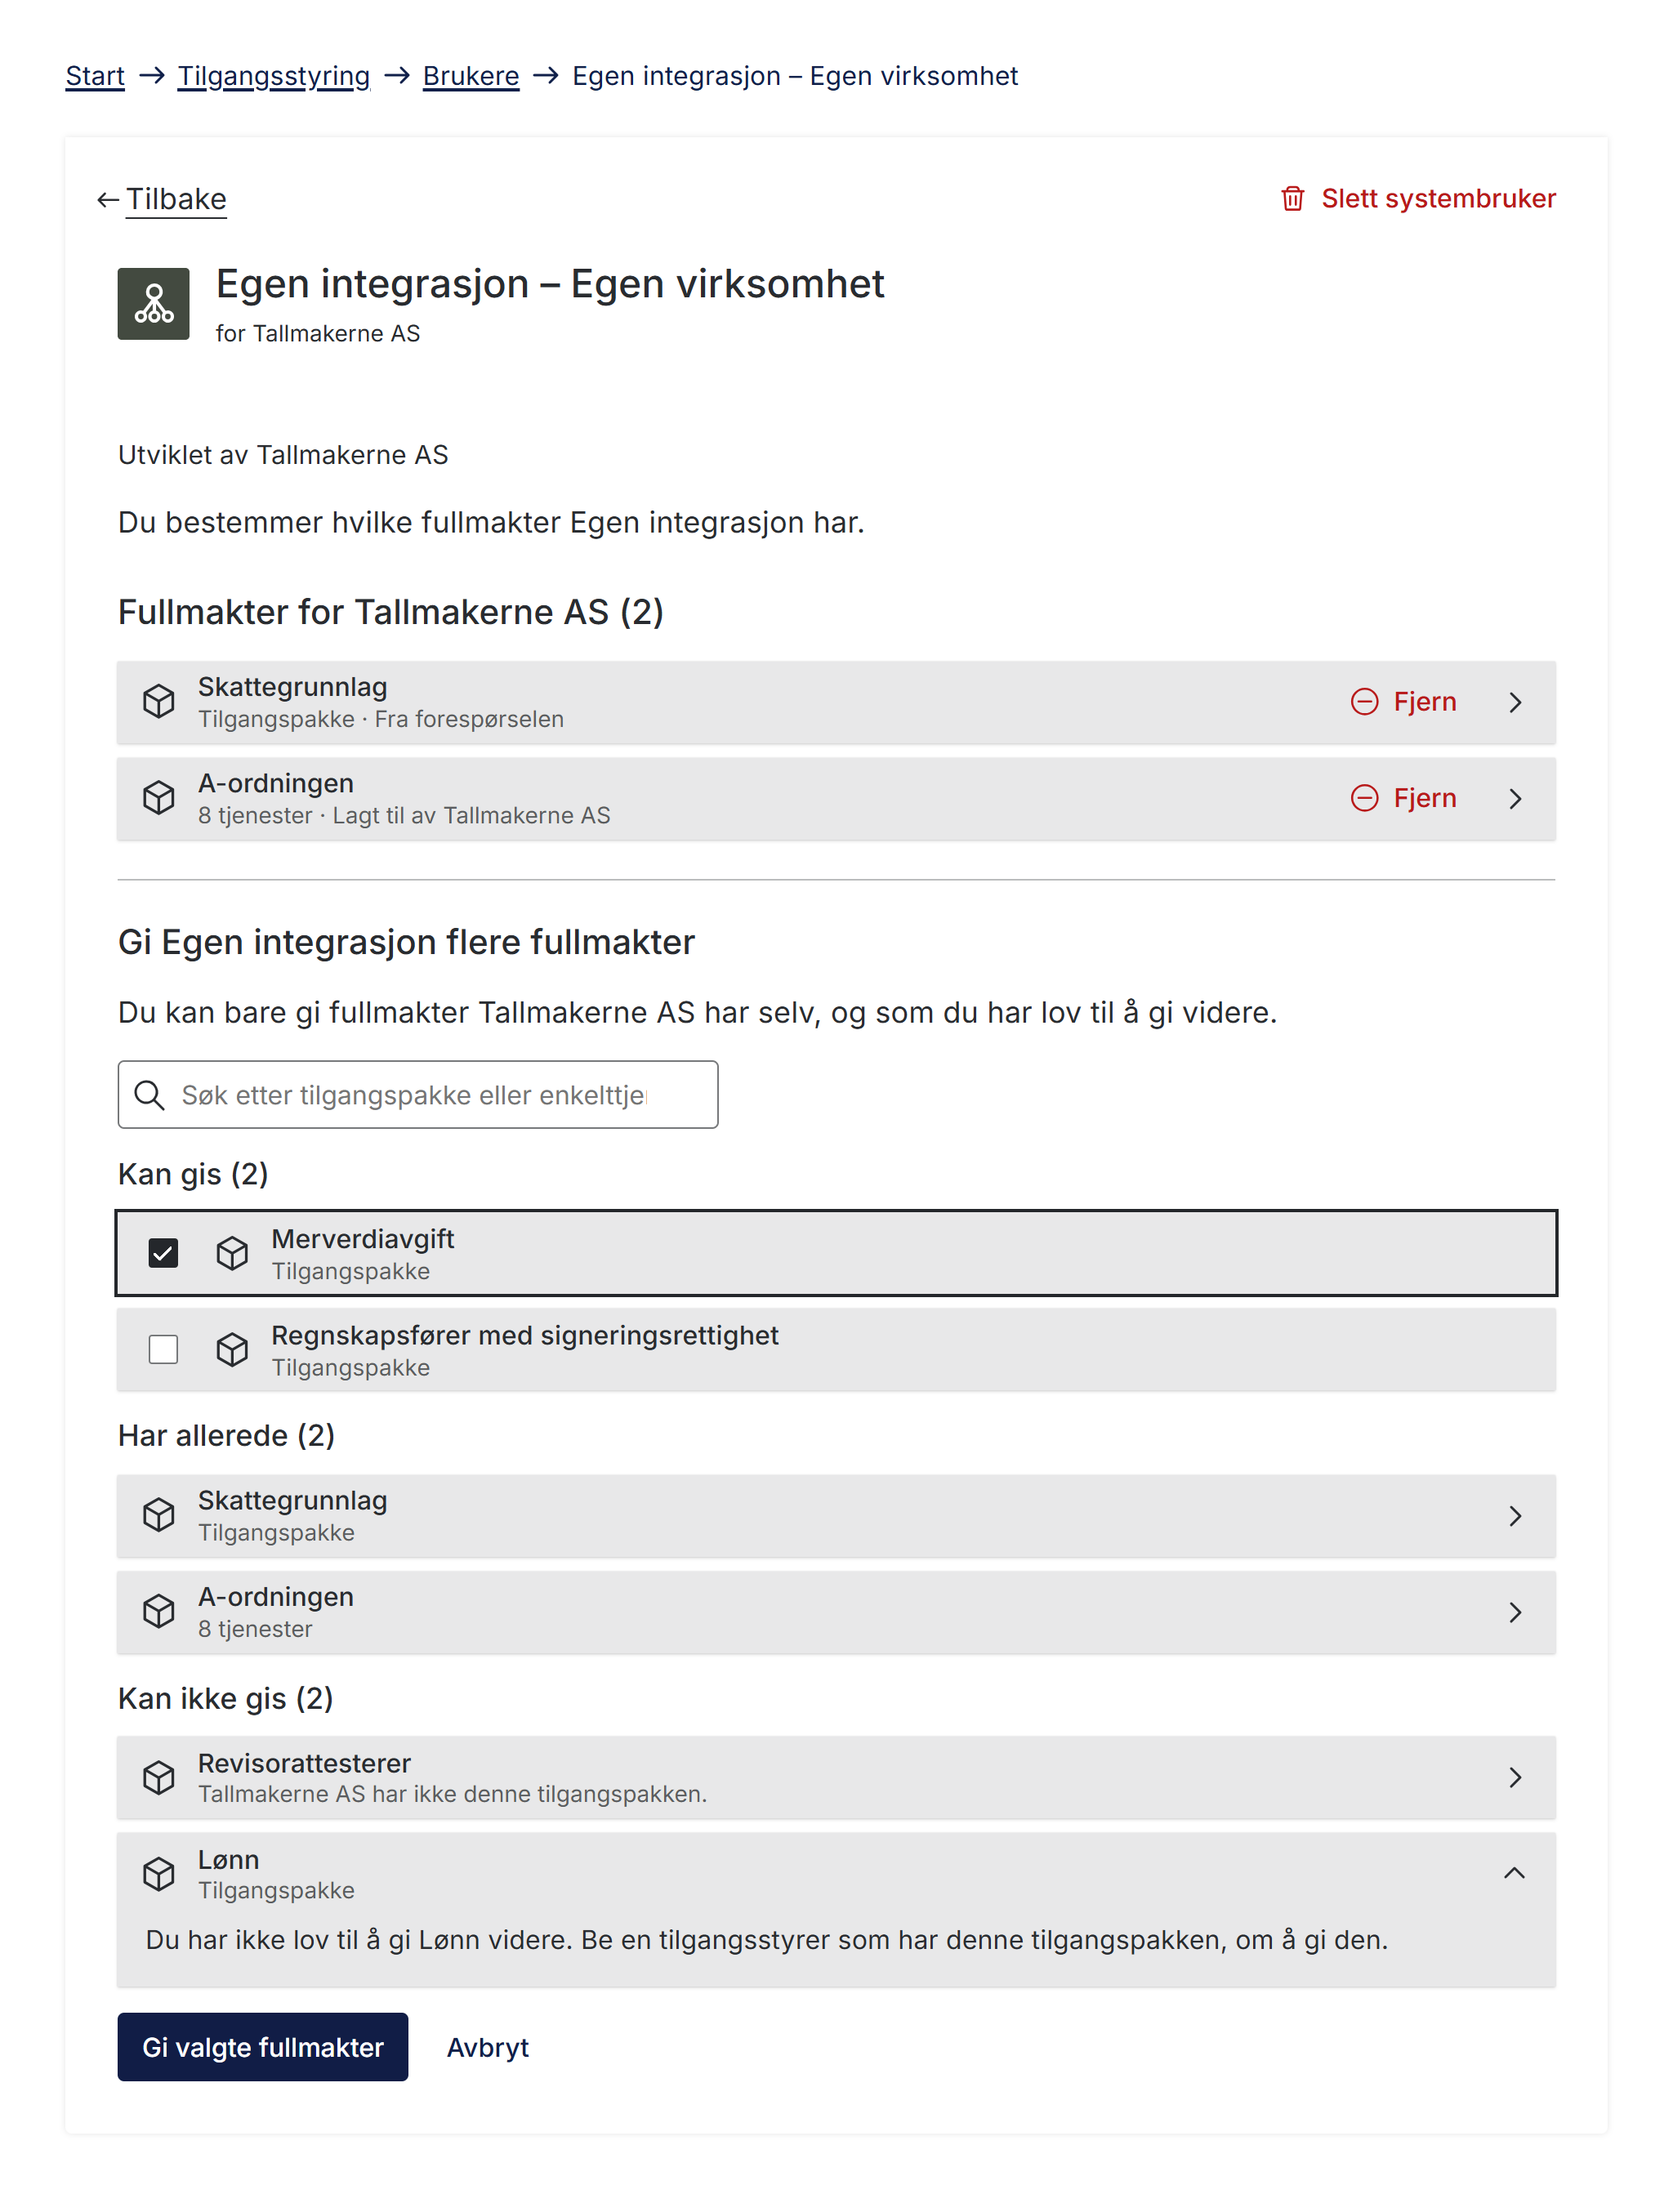 Start → Tilgangsstyring → Brukere → Egen integrasjon – Egen virksomhet
← Tilbake
Slett systembruker
Egen integrasjon – Egen virksomhet
for Tallmakerne AS
Utviklet av Tallmakerne AS
Du bestemmer hvilke fullmakter Egen integrasjon har.
Fullmakter for Tallmakerne AS (2)
Skattegrunnlag
Tilgangspakke · Fra forespørselen
Fjern
A-ordningen
8 tjenester · Lagt til av Tallmakerne AS
Fjern
Gi Egen integrasjon flere fullmakter
Du kan bare gi fullmakter Tallmakerne AS har selv, og som du har lov til å gi videre.
Søk etter tilgangspakke eller enkelttje
Kan gis (2)
Merverdiavgift
Tilgangspakke
Regnskapsfører med signeringsrettighet
Tilgangspakke
Har allerede (2)
Skattegrunnlag
Tilgangspakke
A-ordningen
8 tjenester
Kan ikke gis (2)
Revisorattesterer
Tallmakerne AS har ikke denne tilgangspakken.
Lønn
Tilgangspakke
Du har ikke lov til å gi Lønn videre. Be en tilgangsstyrer som har denne tilgangspakken, om å gi den.
Gi valgte fullmakter
Avbryt